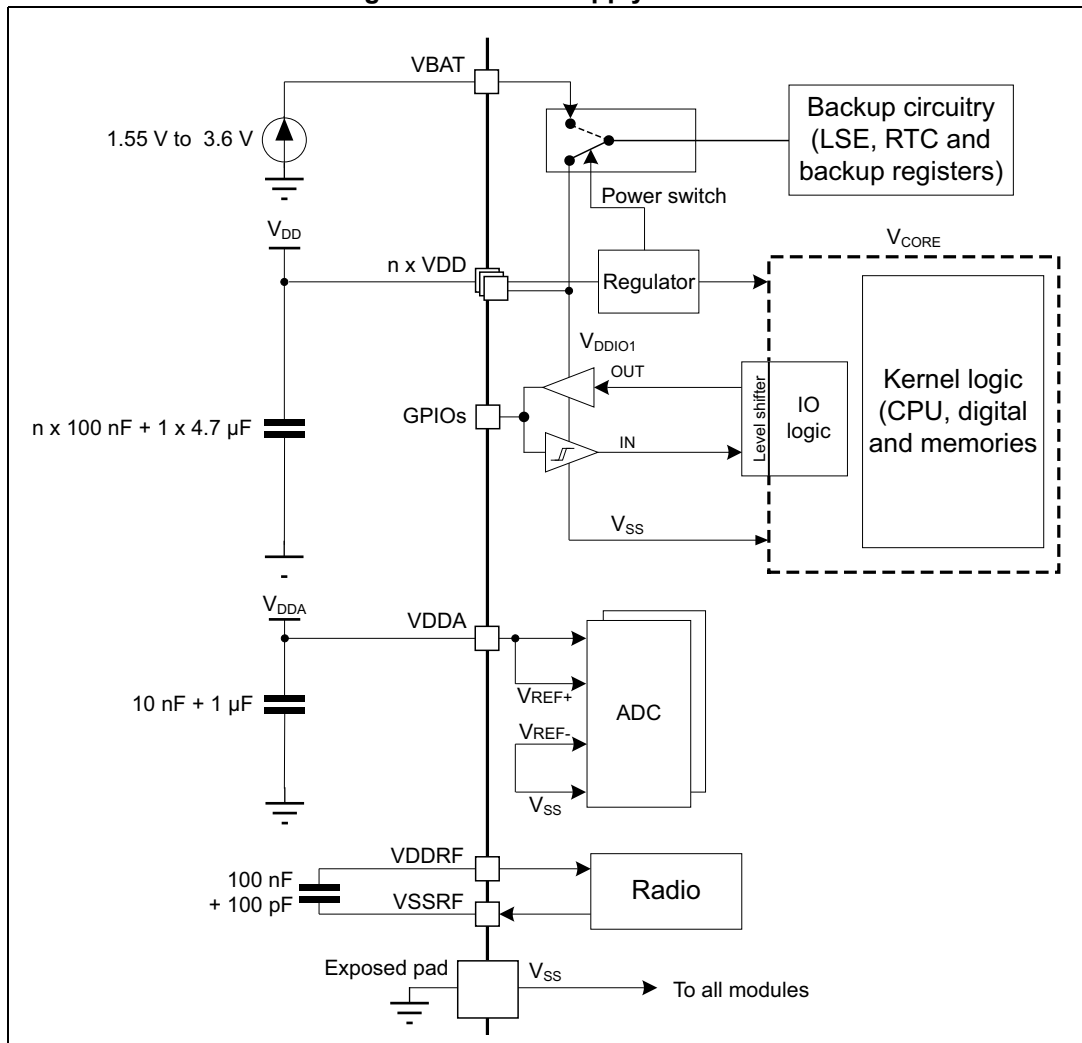 VBAT
1.55 V to 3.6 V
Backup circuitry
(LSE, RTC and
backup registers)
Power switch
VDD
n x VDD
Regulator
VCORE
VDDIO1
OUT
GPIOs
IN
Level shifter
IO
logic
Kernel logic
(CPU, digital
and memories
n x 100 nF + 1 x 4.7 µF
VSS
VDDA
VDDA
10 nF + 1 µF
VREF+
VREF-
VSS
ADC
VDDRF
100 nF
+ 100 pF
VSSRF
Radio
Exposed pad
VSS
To all modules